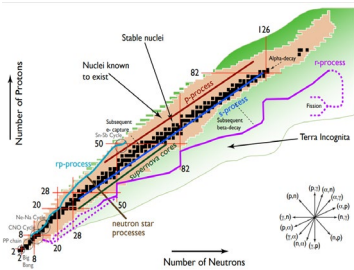 126
Stable nuclei
Alpha-decay
r-process
82
Nuclei known
to exist
p-process
s-process
Fission
Subsequent
α- capture
Sn-Sb Cycle
Subsequent
beta-decay
50
supernova cores
Terra Incognita
rp-process
82
28
20
Ne-Na Cycle
50
neutron star
processes
CNO Cycle
8
28
PP chain
20
2
8
2
Big
Bang
Number of Protons
Number of Neutrons
(p,γ)
(α,n)
(p,n)
(α,γ)
(α,p)
(γ,n)
(n,γ)
(p,α)
(n,p)
(γ,α)
(γ,p)
(n,α)